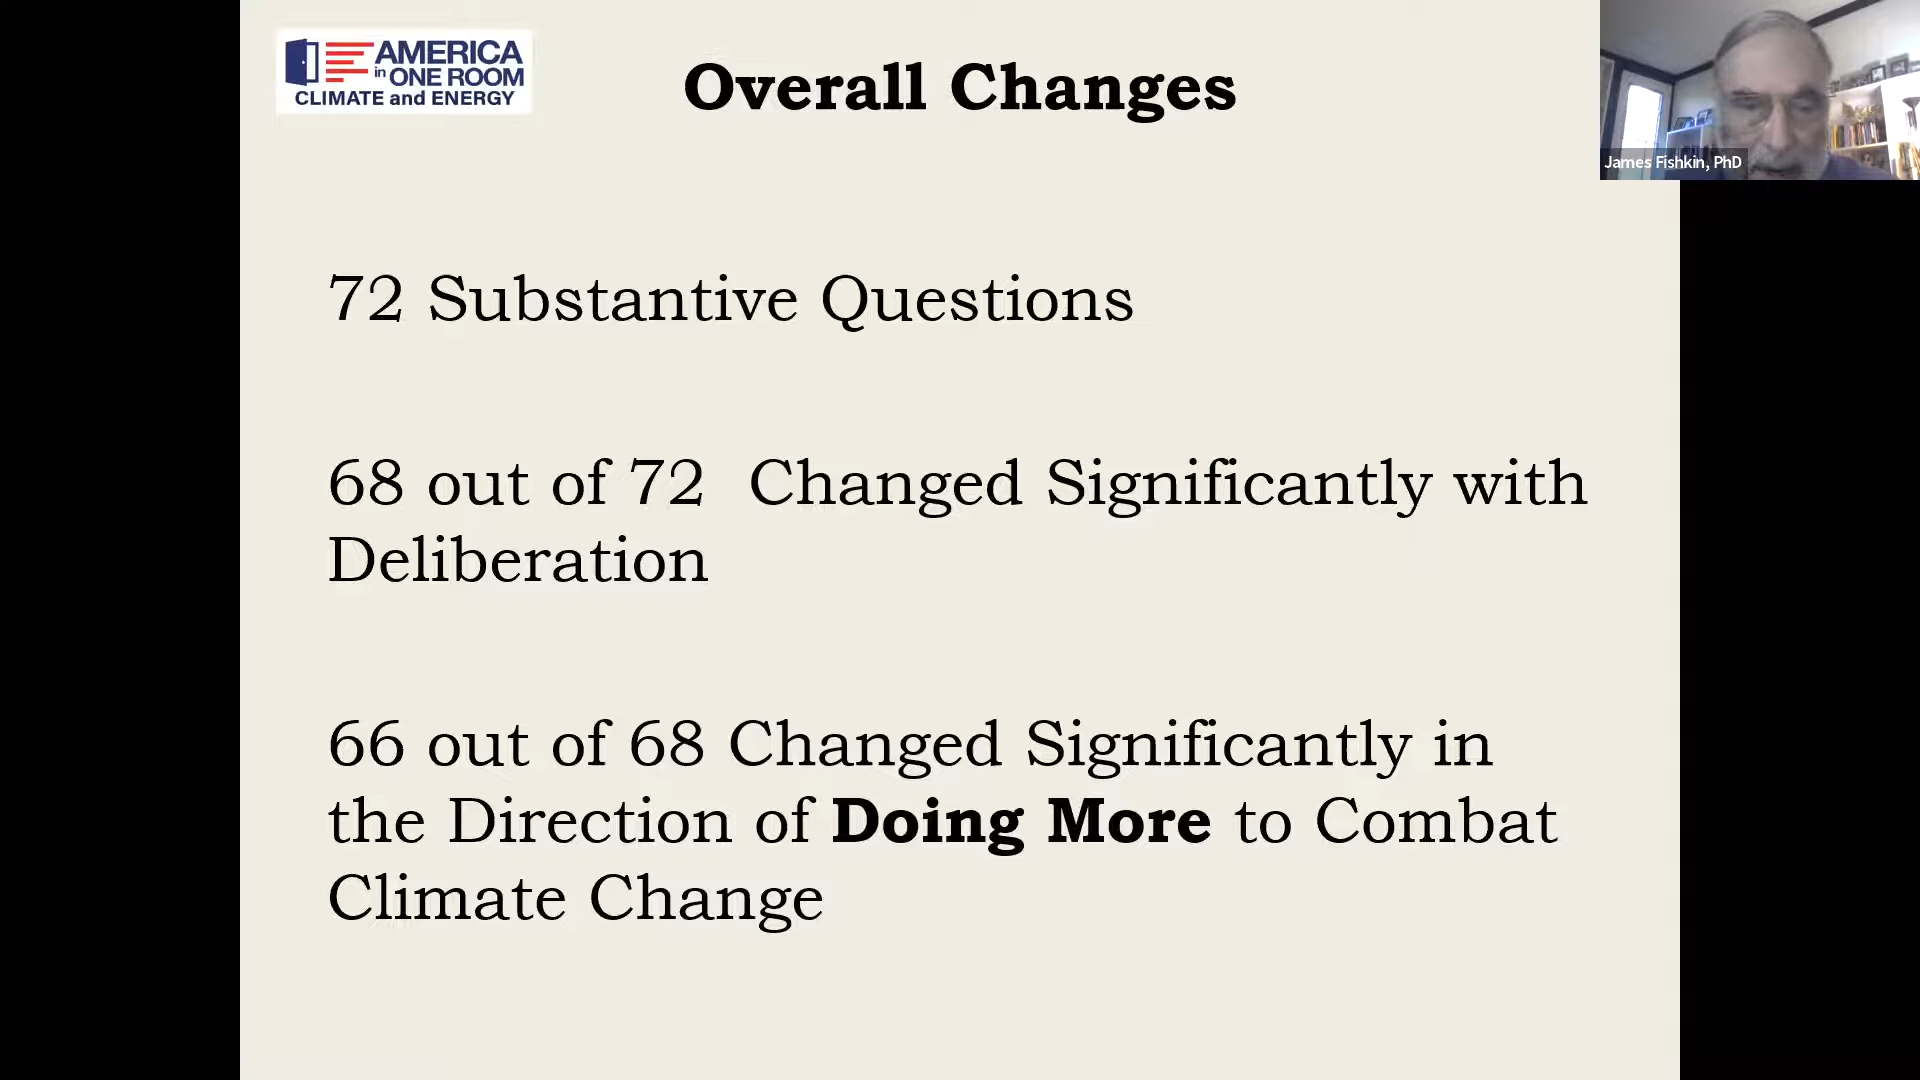 AMERICA
in ONE ROOM
CLIMATE and ENERGY
Overall Changes
James Fishkin, PhD
72 Substantive Questions
68 out of 72  Changed Significantly with
Deliberation
66 out of 68 Changed Significantly in
the Direction of Doing More to Combat
Climate Change